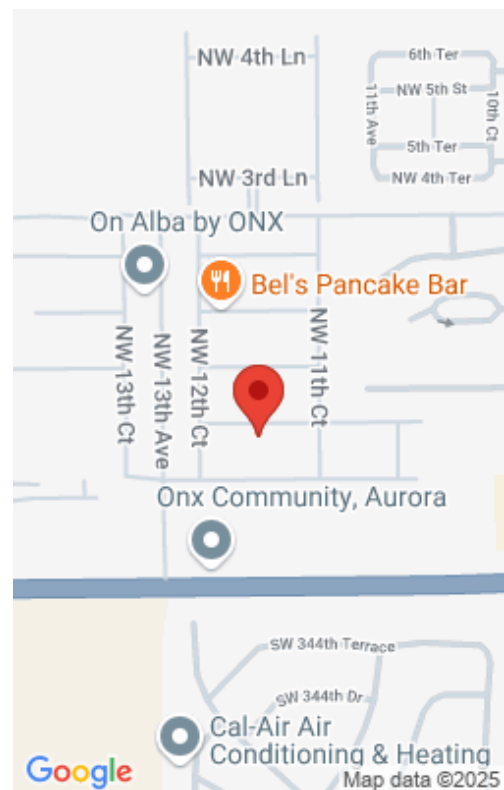 NW 4th Ln
6th Ter
NW 5th St
11th Ave
10th Ct
5th Ter
NW 4th Ter
NW 3rd Ln
On Alba by ONX
Bel's Pancake Bar
NW 13th Ct
NW 13th Ave
NW 12th Ct
NW 11th Ct
Onx Community, Aurora
SW 344th Terrace
SW 344th Dr
Cal-Air Air
Conditioning & Heating
Google
Map data ©2025